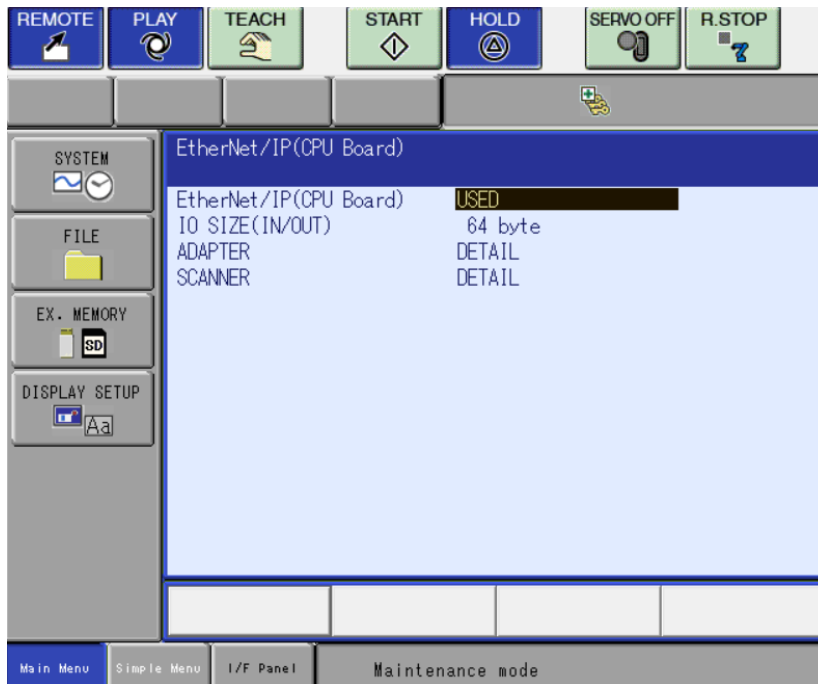 REMOTE PLAY TEACH START HOLD SERVO OFF R.STOP
SYSTEM
FILE
EX. MEMORY
SD
DISPLAY SETUP
Aa
EtherNet/IP(CPU Board)
EtherNet/IP(CPU Board) USED
IO SIZE(IN/OUT) 64 byte
ADAPTER DETAIL
SCANNER DETAIL
Main Menu Simple Menu I/F Panel Maintenance mode